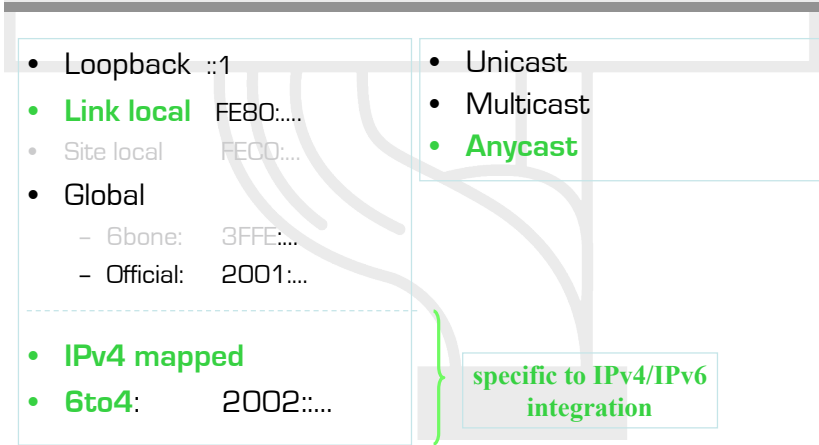 • Loopback ::1
• Link local FE80:....
• Site local FEC0:...
• Global
– 6bone: 3FFE:...
– Official: 2001:...
• IPv4 mapped
• 6to4: 2002::...
• Unicast
• Multicast
• Anycast
specific to IPv4/IPv6
integration